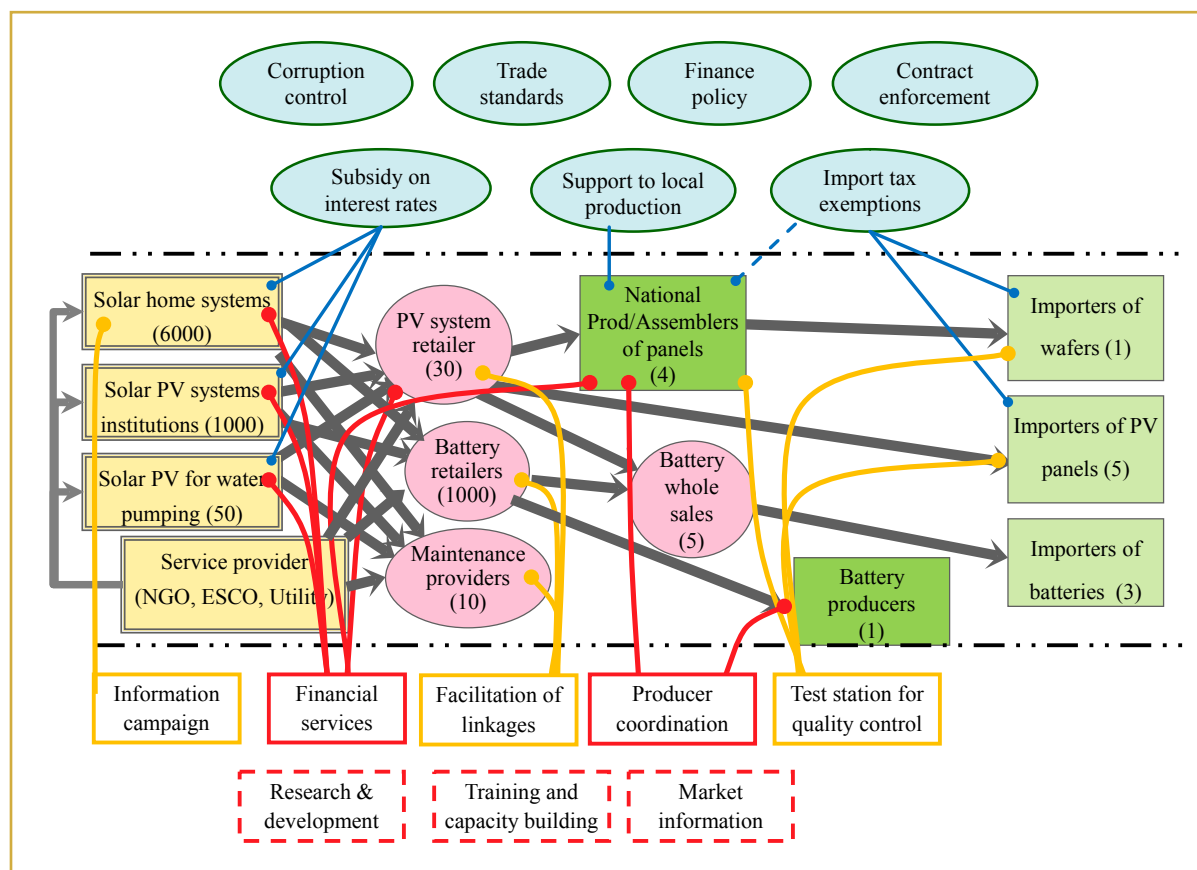 Corruption
control
Trade
standards
Finance
policy
Contract
enforcement
Subsidy on
interest rates
Support to local
production
Import tax
exemptions
Solar home systems
(6000)
Solar PV systems
institutions (1000)
Solar PV for water
pumping (50)
Service provider
(NGO, ESCO, Utility)
PV system
retailer
(30)
Battery
retailers
(1000)
Maintenance
providers
(10)
National
Prod/Assemblers
of panels
(4)
Battery
whole
sales
(5)
Battery
producers
(1)
Importers of
wafers (1)
Importers of PV
panels (5)
Importers of
batteries (3)
Information
campaign
Financial
services
Facilitation of
linkages
Producer
coordination
Test station for
quality control
Research &
development
Training and
capacity building
Market
information